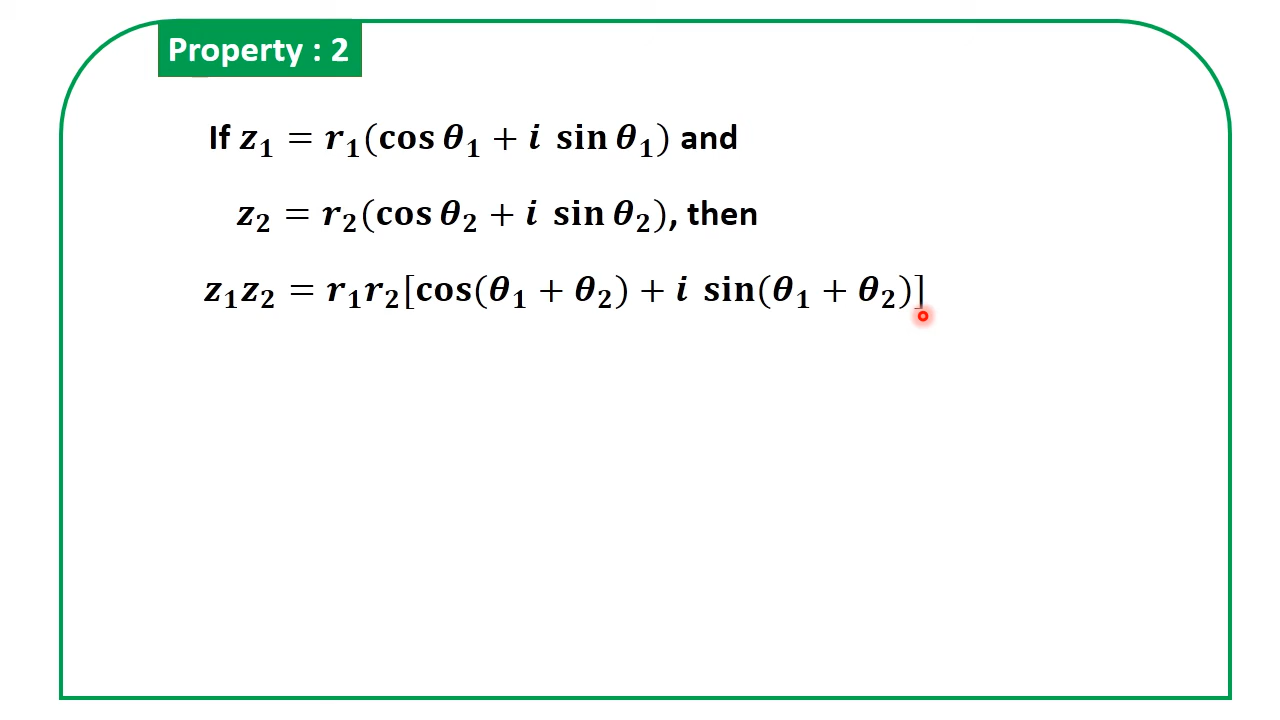 Property : 2
If z₁ = r₁(cos θ₁ + i sin θ₁) and
z₂ = r₂(cos θ₂ + i sin θ₂), then
z₁z₂ = r₁r₂[cos(θ₁ + θ₂) + i sin(θ₁ + θ₂)]